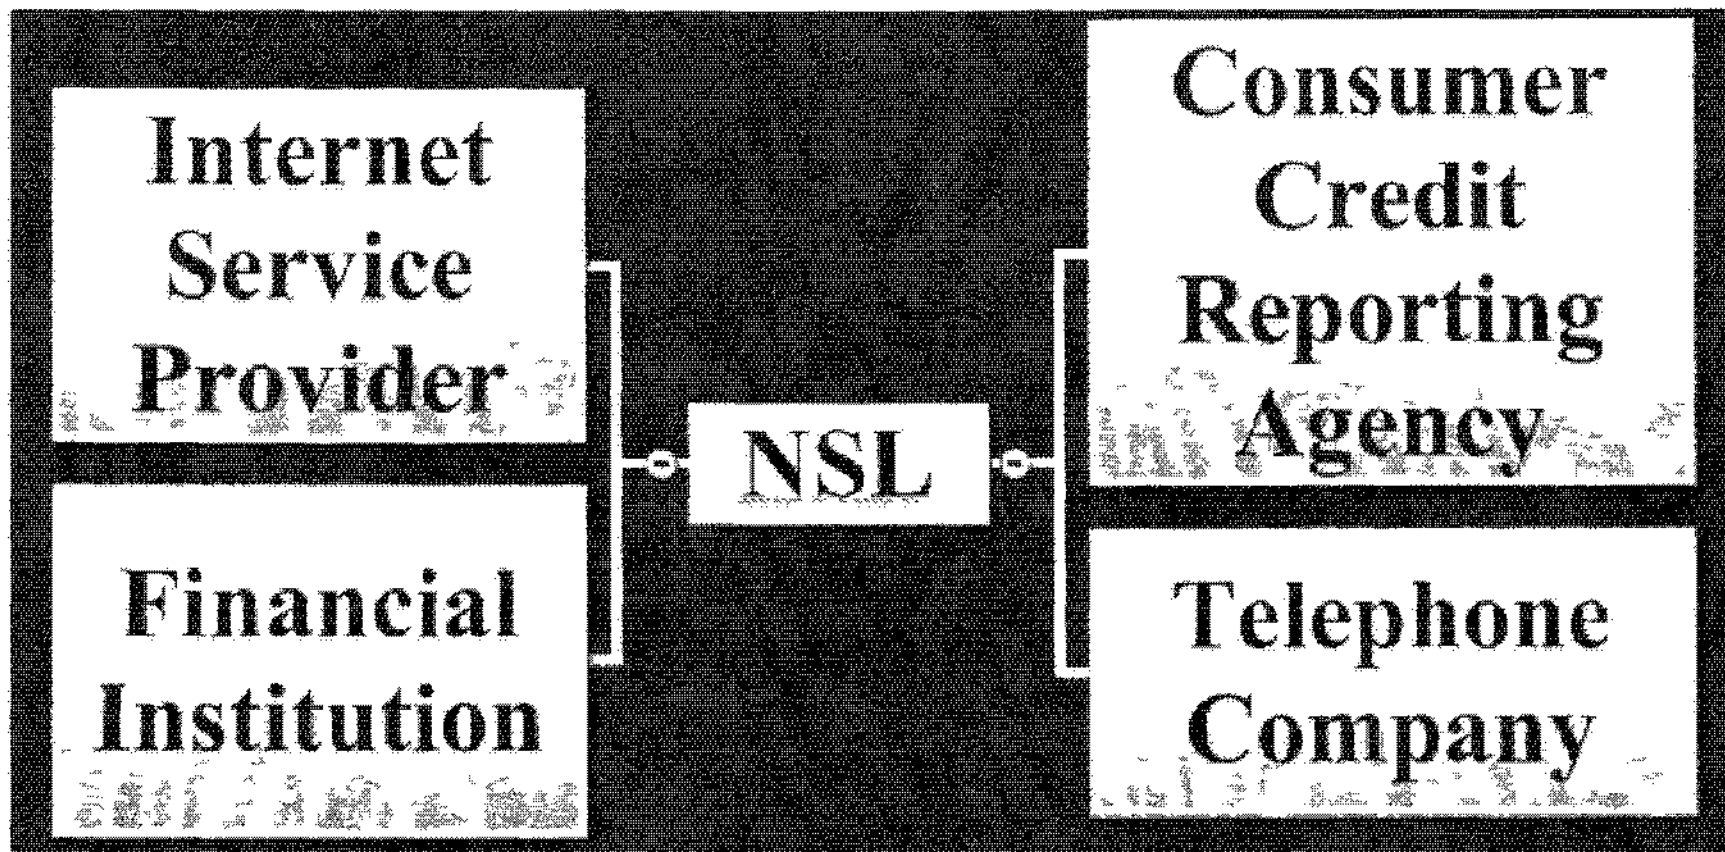 Internet
Service
Provider
Financial
Institution
NSL
Consumer
Credit
Reporting
Agency
Telephone
Company